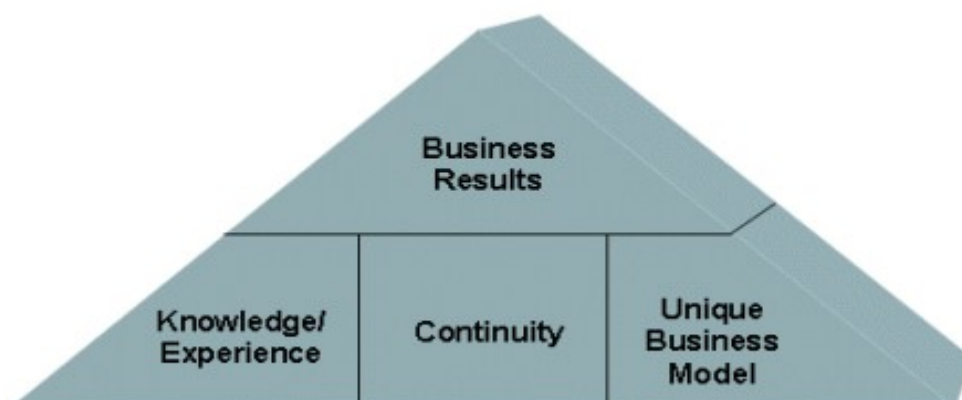 Business
Results
Knowledge/
Experience
Continuity
Unique
Business
Model